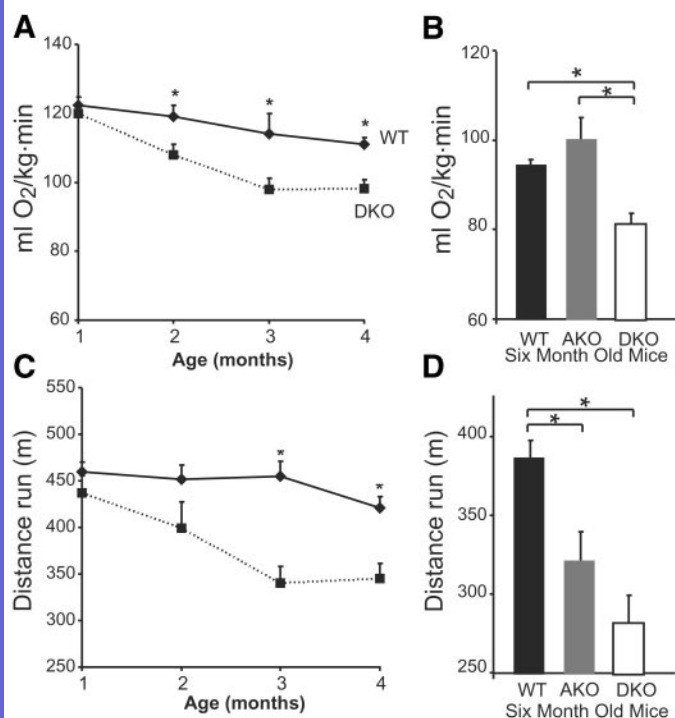 A
140
120
100
80
60
ml O2/kg·min
* * *
WT
DKO
1 2 3 4
Age (months)
B
120
100
80
60
ml O2/kg·min
*
*
WT AKO DKO
Six Month Old Mice
C
550
500
450
400
350
300
250
Distance run (m)
* *
1 2 3 4
Age (months)
D
400
350
300
250
Distance run (m)
*
*
WT AKO DKO
Six Month Old Mice